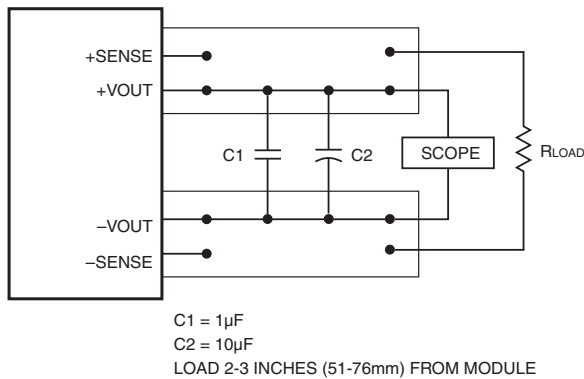 +SENSE
+VOUT
C1
C2
SCOPE
RLOAD
–VOUT
–SENSE
C1 = 1µF
C2 = 10µF
LOAD 2-3 INCHES (51-76mm) FROM MODULE